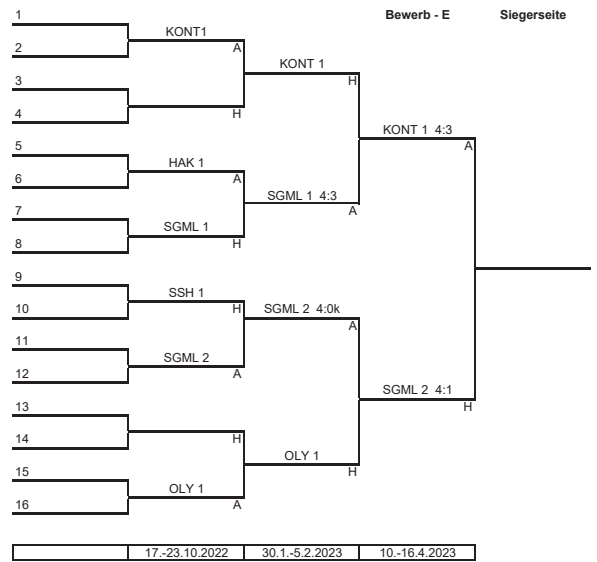 1 Bewerb - E Siegerseite
KONT1
2 A
KONT 1
3 H
4 H
KONT 1 4:3
5 A
HAK 1
6 A
SGML 1 4:3
7 A
SGML 1
8 H
9
SSH 1
10 H SGML 2 4:0k
A
11
SGML 2
12 A
SGML 2 4:1
13 H
14 H
OLY 1
15 H
OLY 1
16 A
17.-23.10.2022 30.1.-5.2.2023 10.-16.4.2023